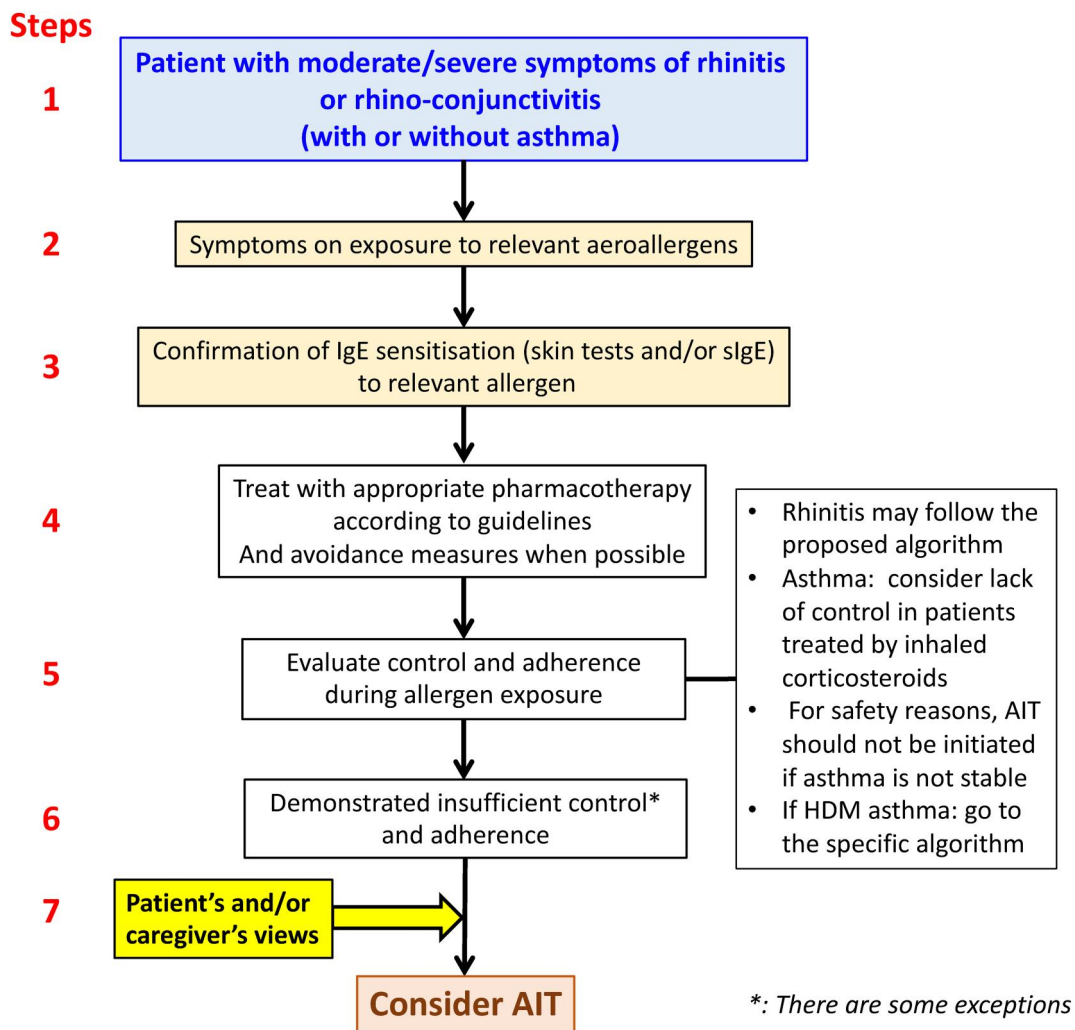 Steps
1
Patient with moderate/severe symptoms of rhinitis
or rhino-conjunctivitis
(with or without asthma)
2
Symptoms on exposure to relevant aeroallergens
3
Confirmation of IgE sensitisation (skin tests and/or sIgE)
to relevant allergen
4
Treat with appropriate pharmacotherapy
according to guidelines
And avoidance measures when possible
5
Evaluate control and adherence
during allergen exposure
• Rhinitis may follow the
proposed algorithm
• Asthma: consider lack
of control in patients
treated by inhaled
corticosteroids
• For safety reasons, AIT
should not be initiated
if asthma is not stable
• If HDM asthma: go to
the specific algorithm
6
Demonstrated insufficient control*
and adherence
7
Patient’s and/or
caregiver’s views
Consider AIT
*: There are some exceptions